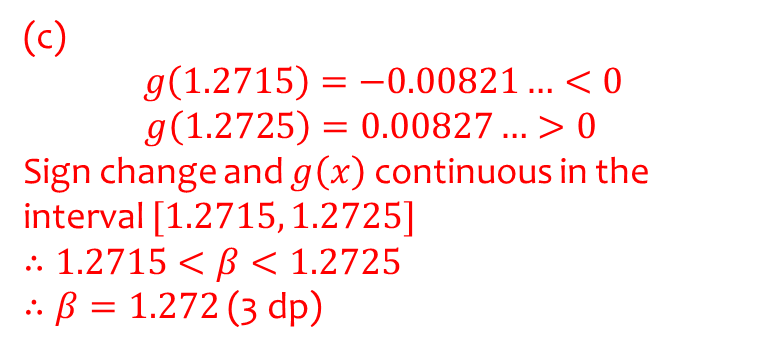 (c)
g(1.2715) = −0.00821 … < 0
g(1.2725) = 0.00827 … > 0
Sign change and g(x) continuous in the
interval [1.2715, 1.2725]
∴ 1.2715 < β < 1.2725
∴ β = 1.272 (3 dp)